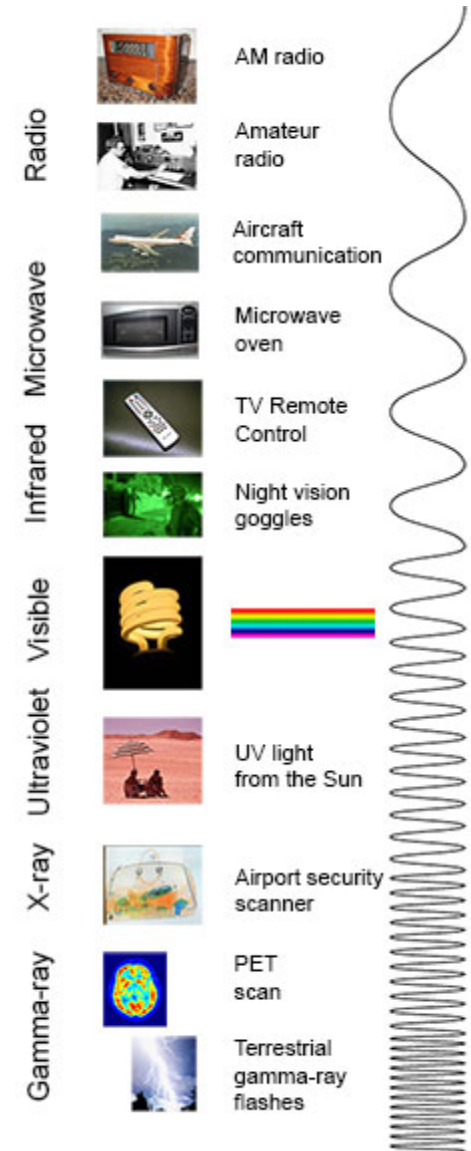 Radio
AM radio
Amateur
radio
Aircraft
communication
Microwave
Microwave
oven
Infrared
TV Remote
Control
Night vision
goggles
Visible
Ultraviolet
UV light
from the Sun
X-ray
Airport security
scanner
Gamma-ray
PET
scan
Terrestrial
gamma-ray
flashes